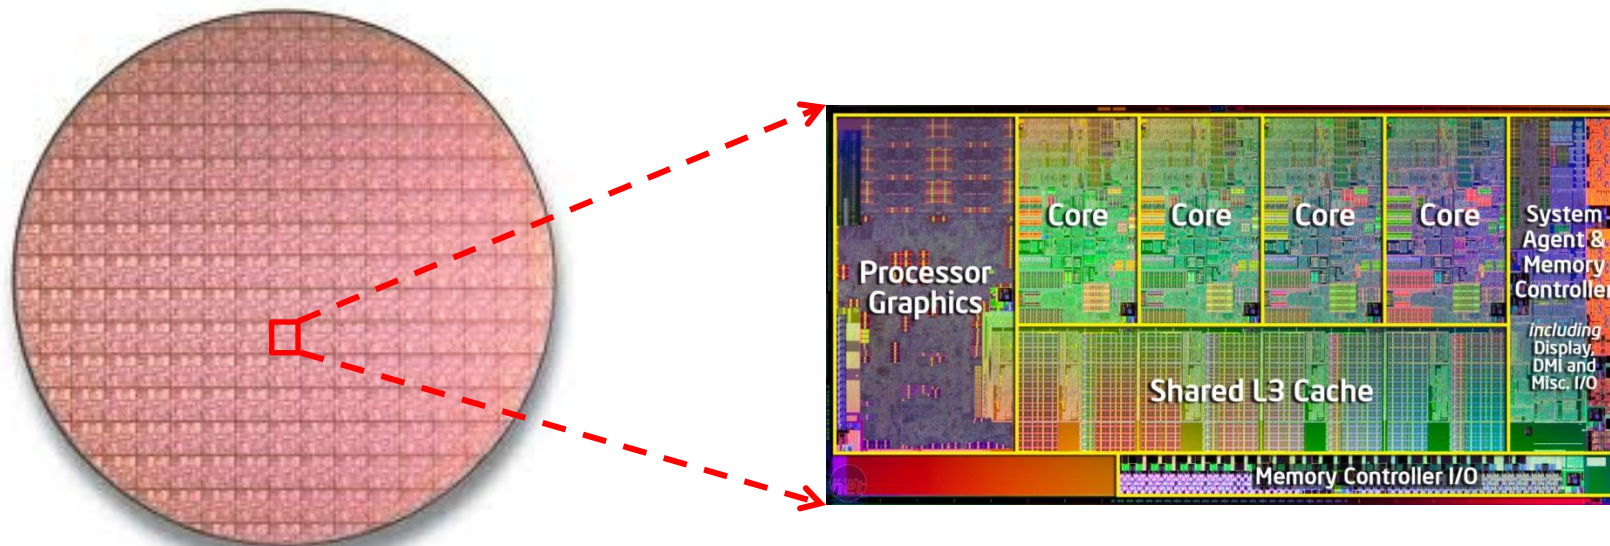 Processor
Graphics
Core
Core
Core
Core
System
Agent &
Memory
Controller
including
Display,
DMI and
Misc. I/O
Shared L3 Cache
Memory Controller I/O